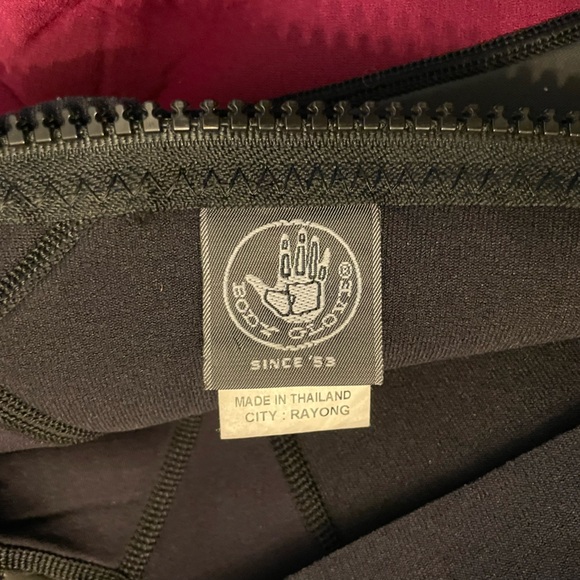 BODY GLOVE®
SINCE '53
MADE IN THAILAND
CITY : RAYONG